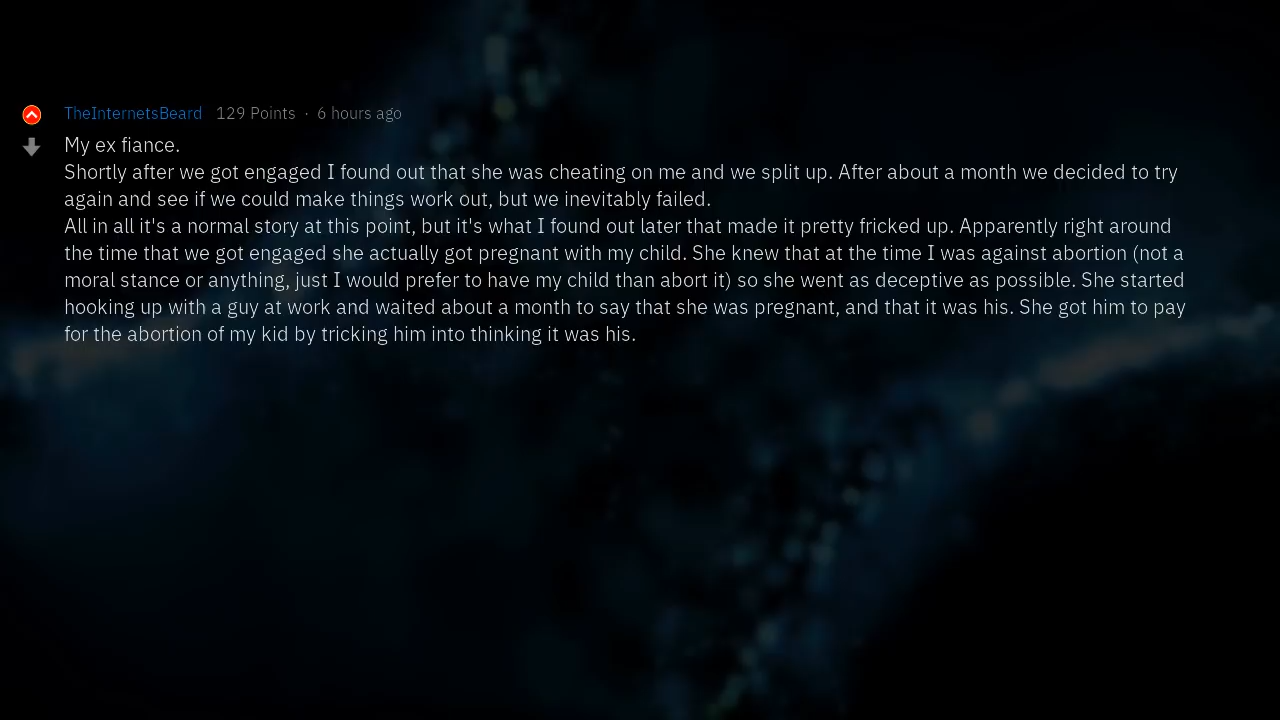 TheInternetsBeard 129 Points · 6 hours ago
My ex fiance.
Shortly after we got engaged I found out that she was cheating on me and we split up. After about a month we decided to try
again and see if we could make things work out, but we inevitably failed.
All in all it's a normal story at this point, but it's what I found out later that made it pretty fricked up. Apparently right around
the time that we got engaged she actually got pregnant with my child. She knew that at the time I was against abortion (not a
moral stance or anything, just I would prefer to have my child than abort it) so she went as deceptive as possible. She started
hooking up with a guy at work and waited about a month to say that she was pregnant, and that it was his. She got him to pay
for the abortion of my kid by tricking him into thinking it was his.